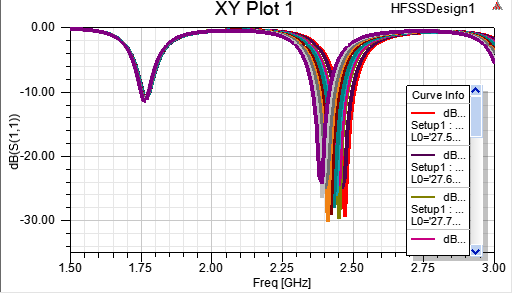 XY Plot 1
HFSSDesign1
0.00
-10.00
-20.00
-30.00
dB(S(1,1))
1.50
1.75
2.00
2.25
2.50
2.75
3.00
Freq [GHz]
Curve Info
dB...
Setup1 : ...
L0='27.5...
dB...
Setup1 : ...
L0='27.6...
dB...
Setup1 : ...
L0='27.7...
dB...